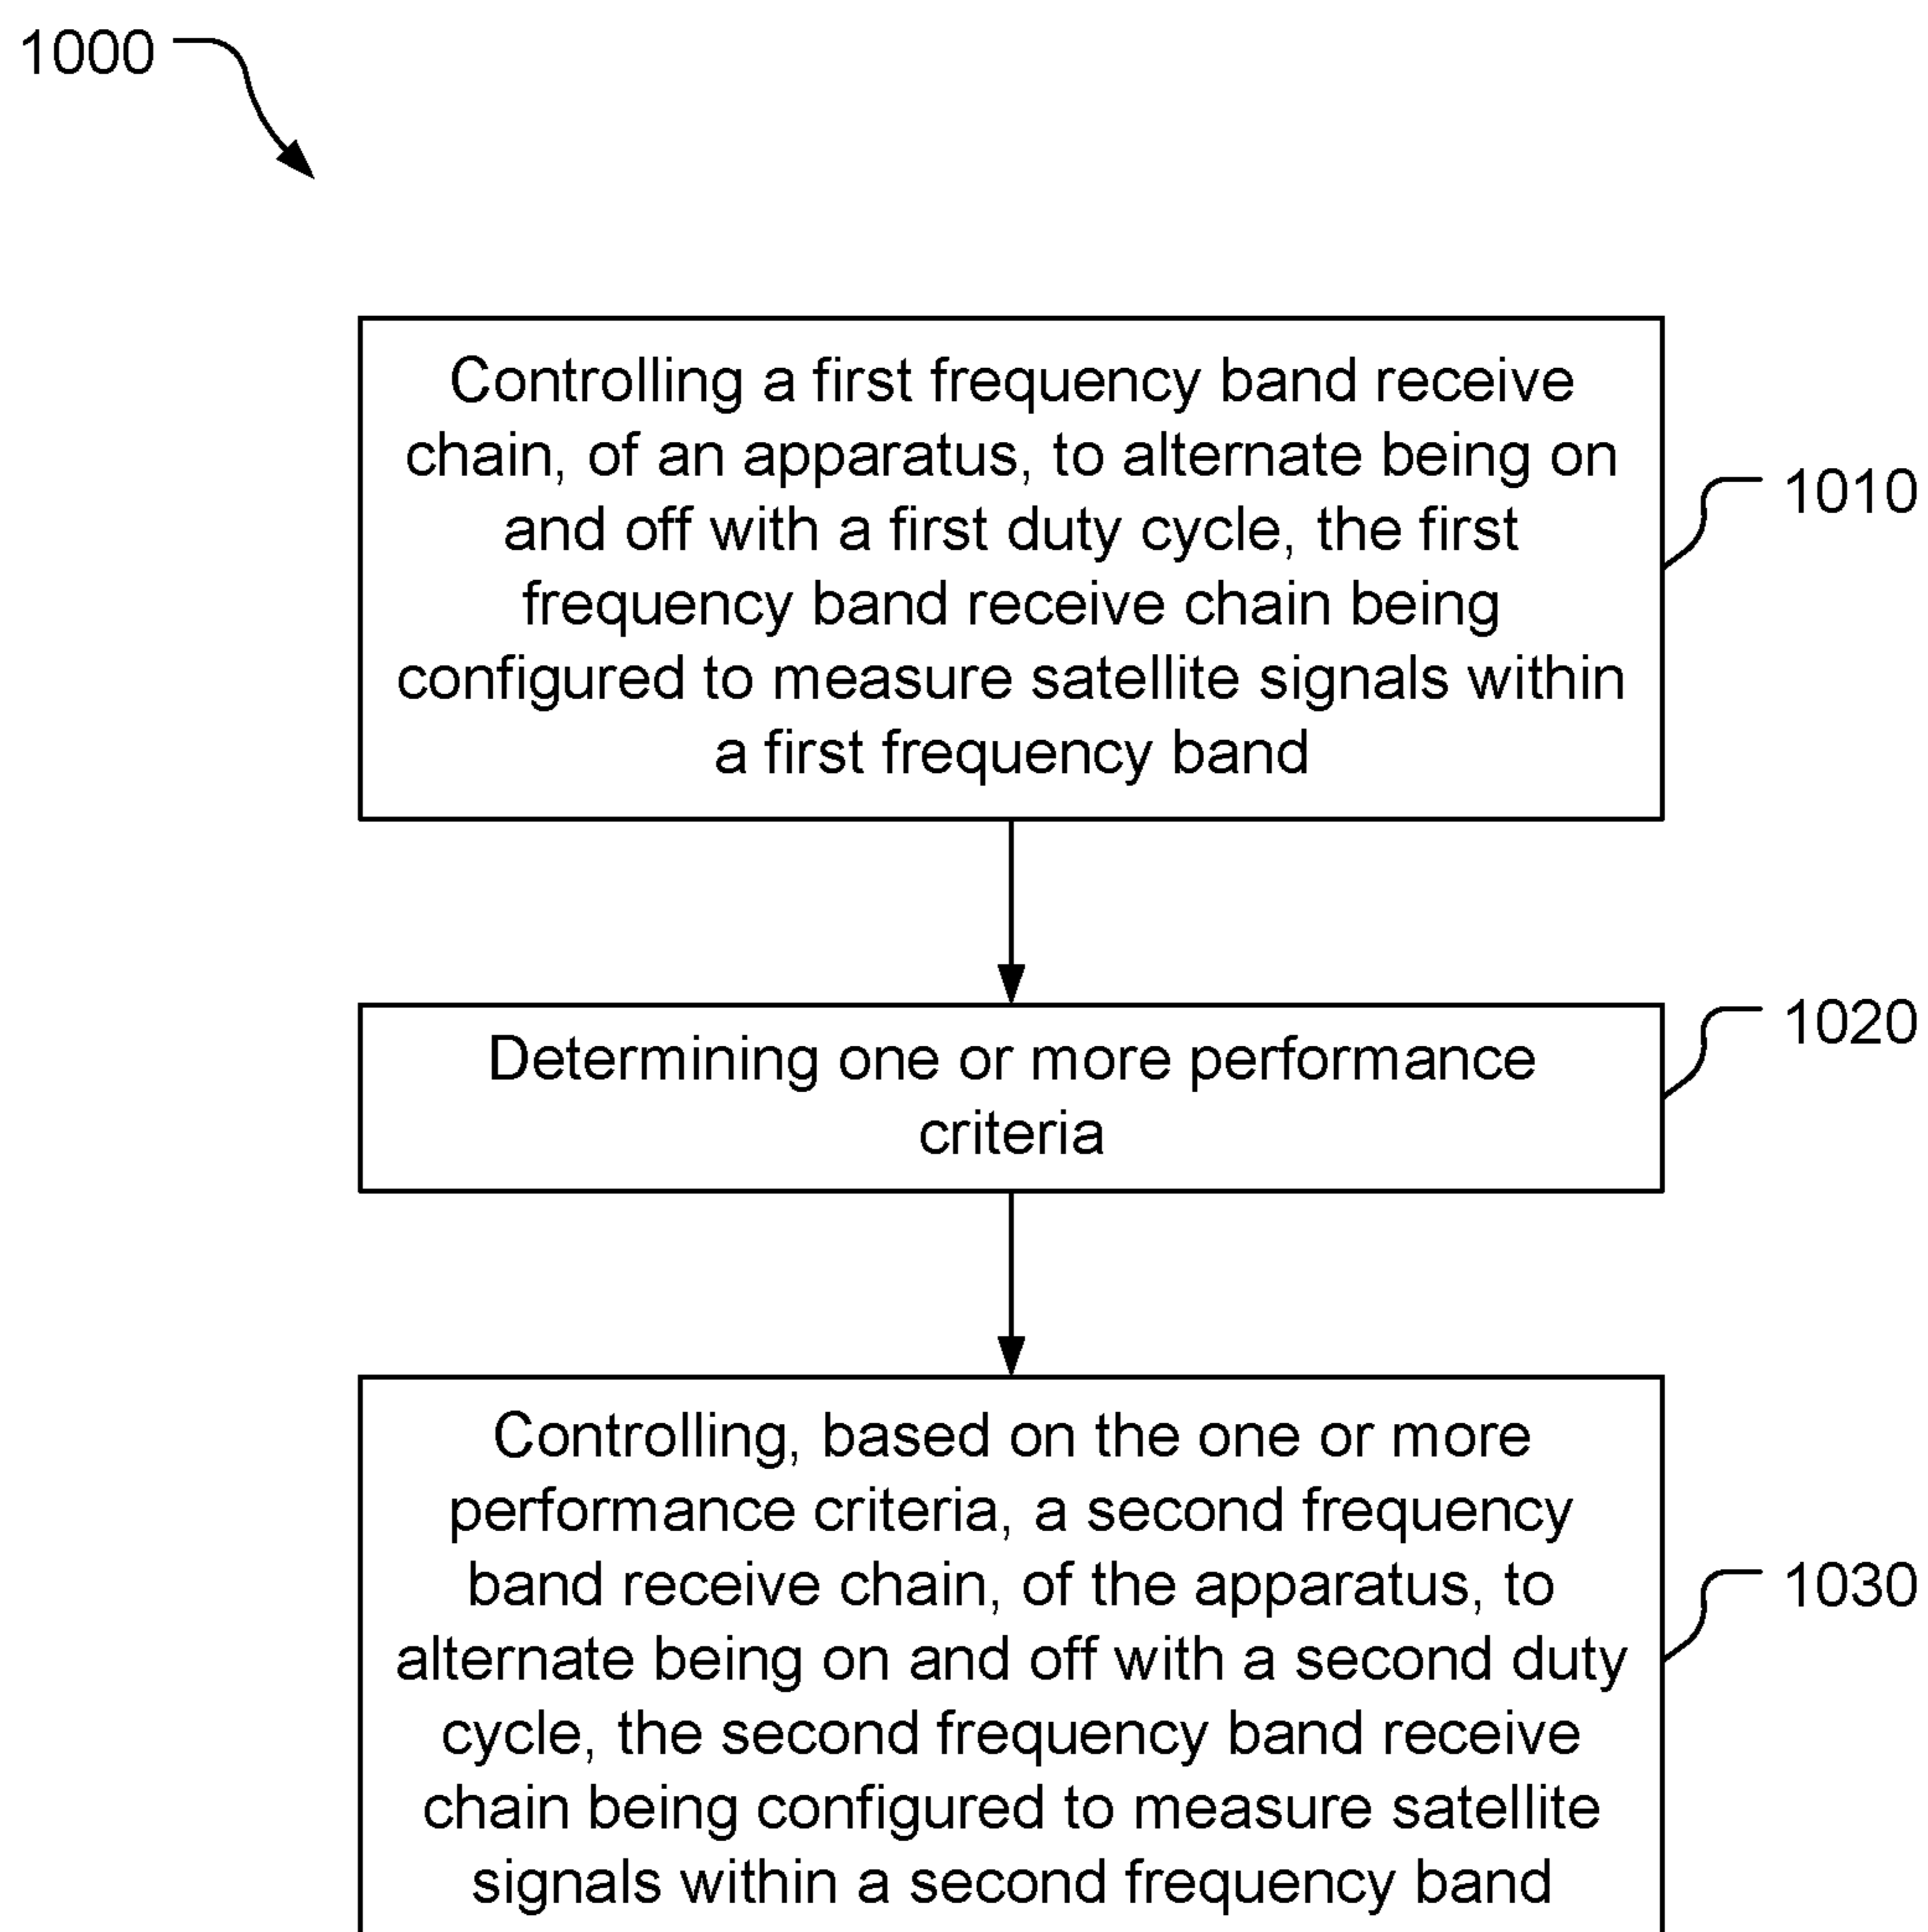 1000
Controlling a first frequency band receive
chain, of an apparatus, to alternate being on
and off with a first duty cycle, the first
frequency band receive chain being
configured to measure satellite signals within
a first frequency band
1010
Determining one or more performance
criteria
1020
Controlling, based on the one or more
performance criteria, a second frequency
band receive chain, of the apparatus, to
alternate being on and off with a second duty
cycle, the second frequency band receive
chain being configured to measure satellite
signals within a second frequency band
1030